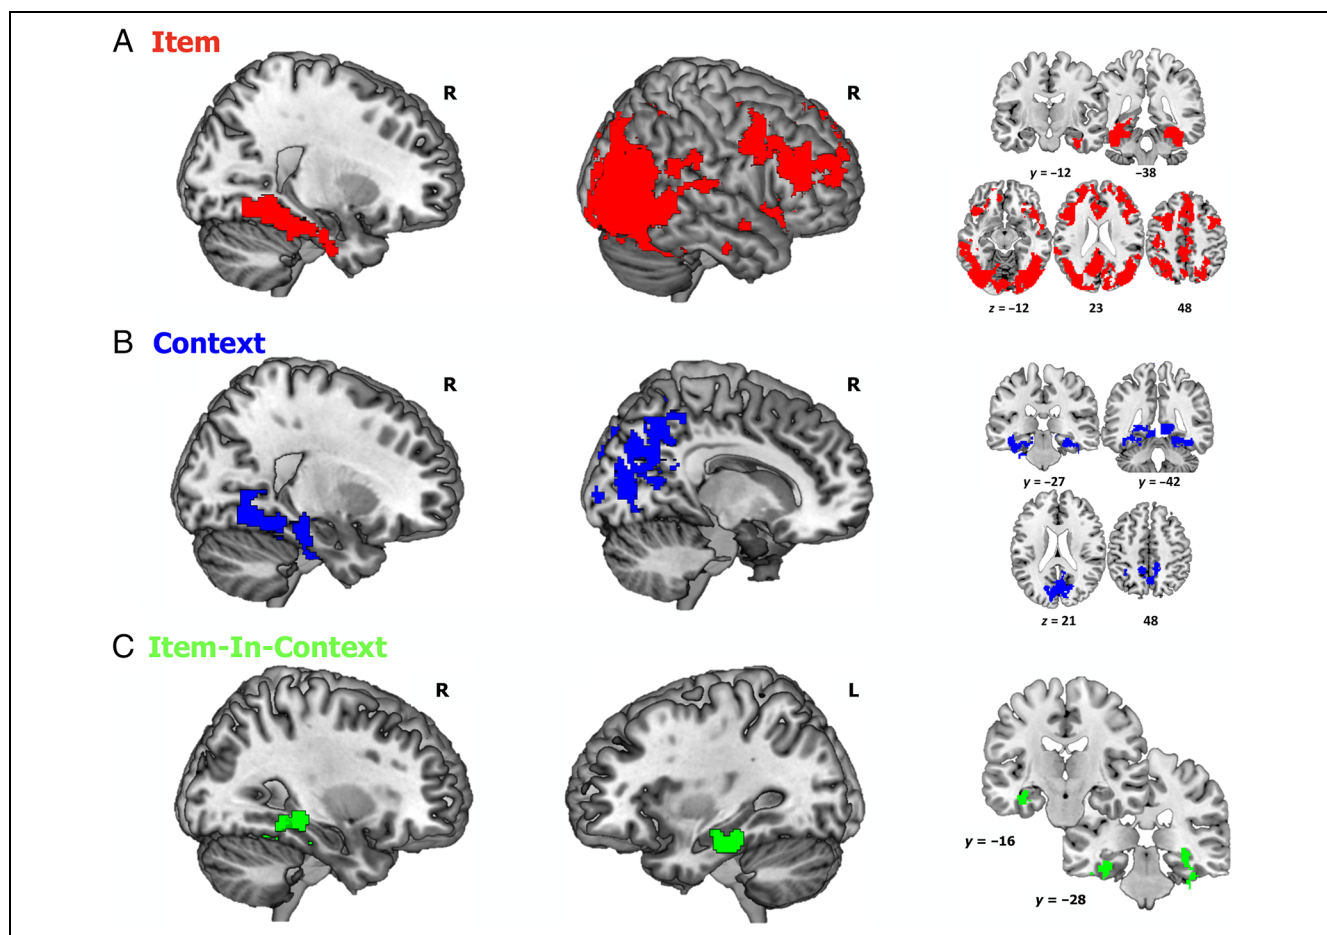 A Item
R
R
y = –12
–38
z = –12
23
48
B Context
R
R
y = –27
y = –42
z = 21
48
C Item-In-Context
R
L
y = –16
y = –28